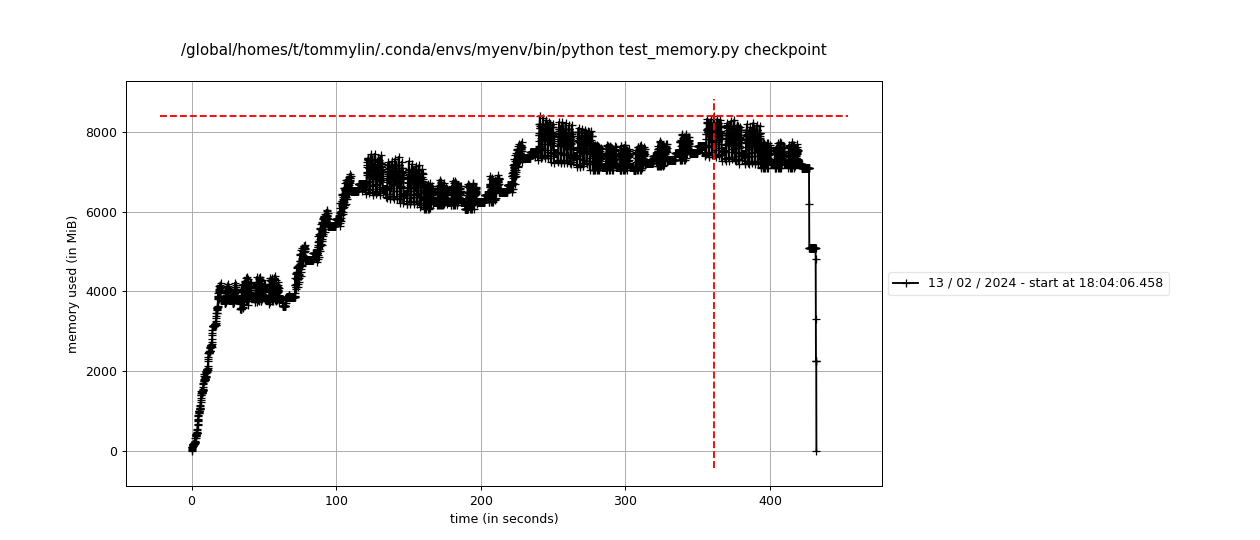 /global/homes/t/tommylin/.conda/envs/myenv/bin/python test_memory.py checkpoint
8000
6000
4000
2000
0
memory used (in MiB)
0 100 200 300 400
time (in seconds)
13 / 02 / 2024 - start at 18:04:06.458